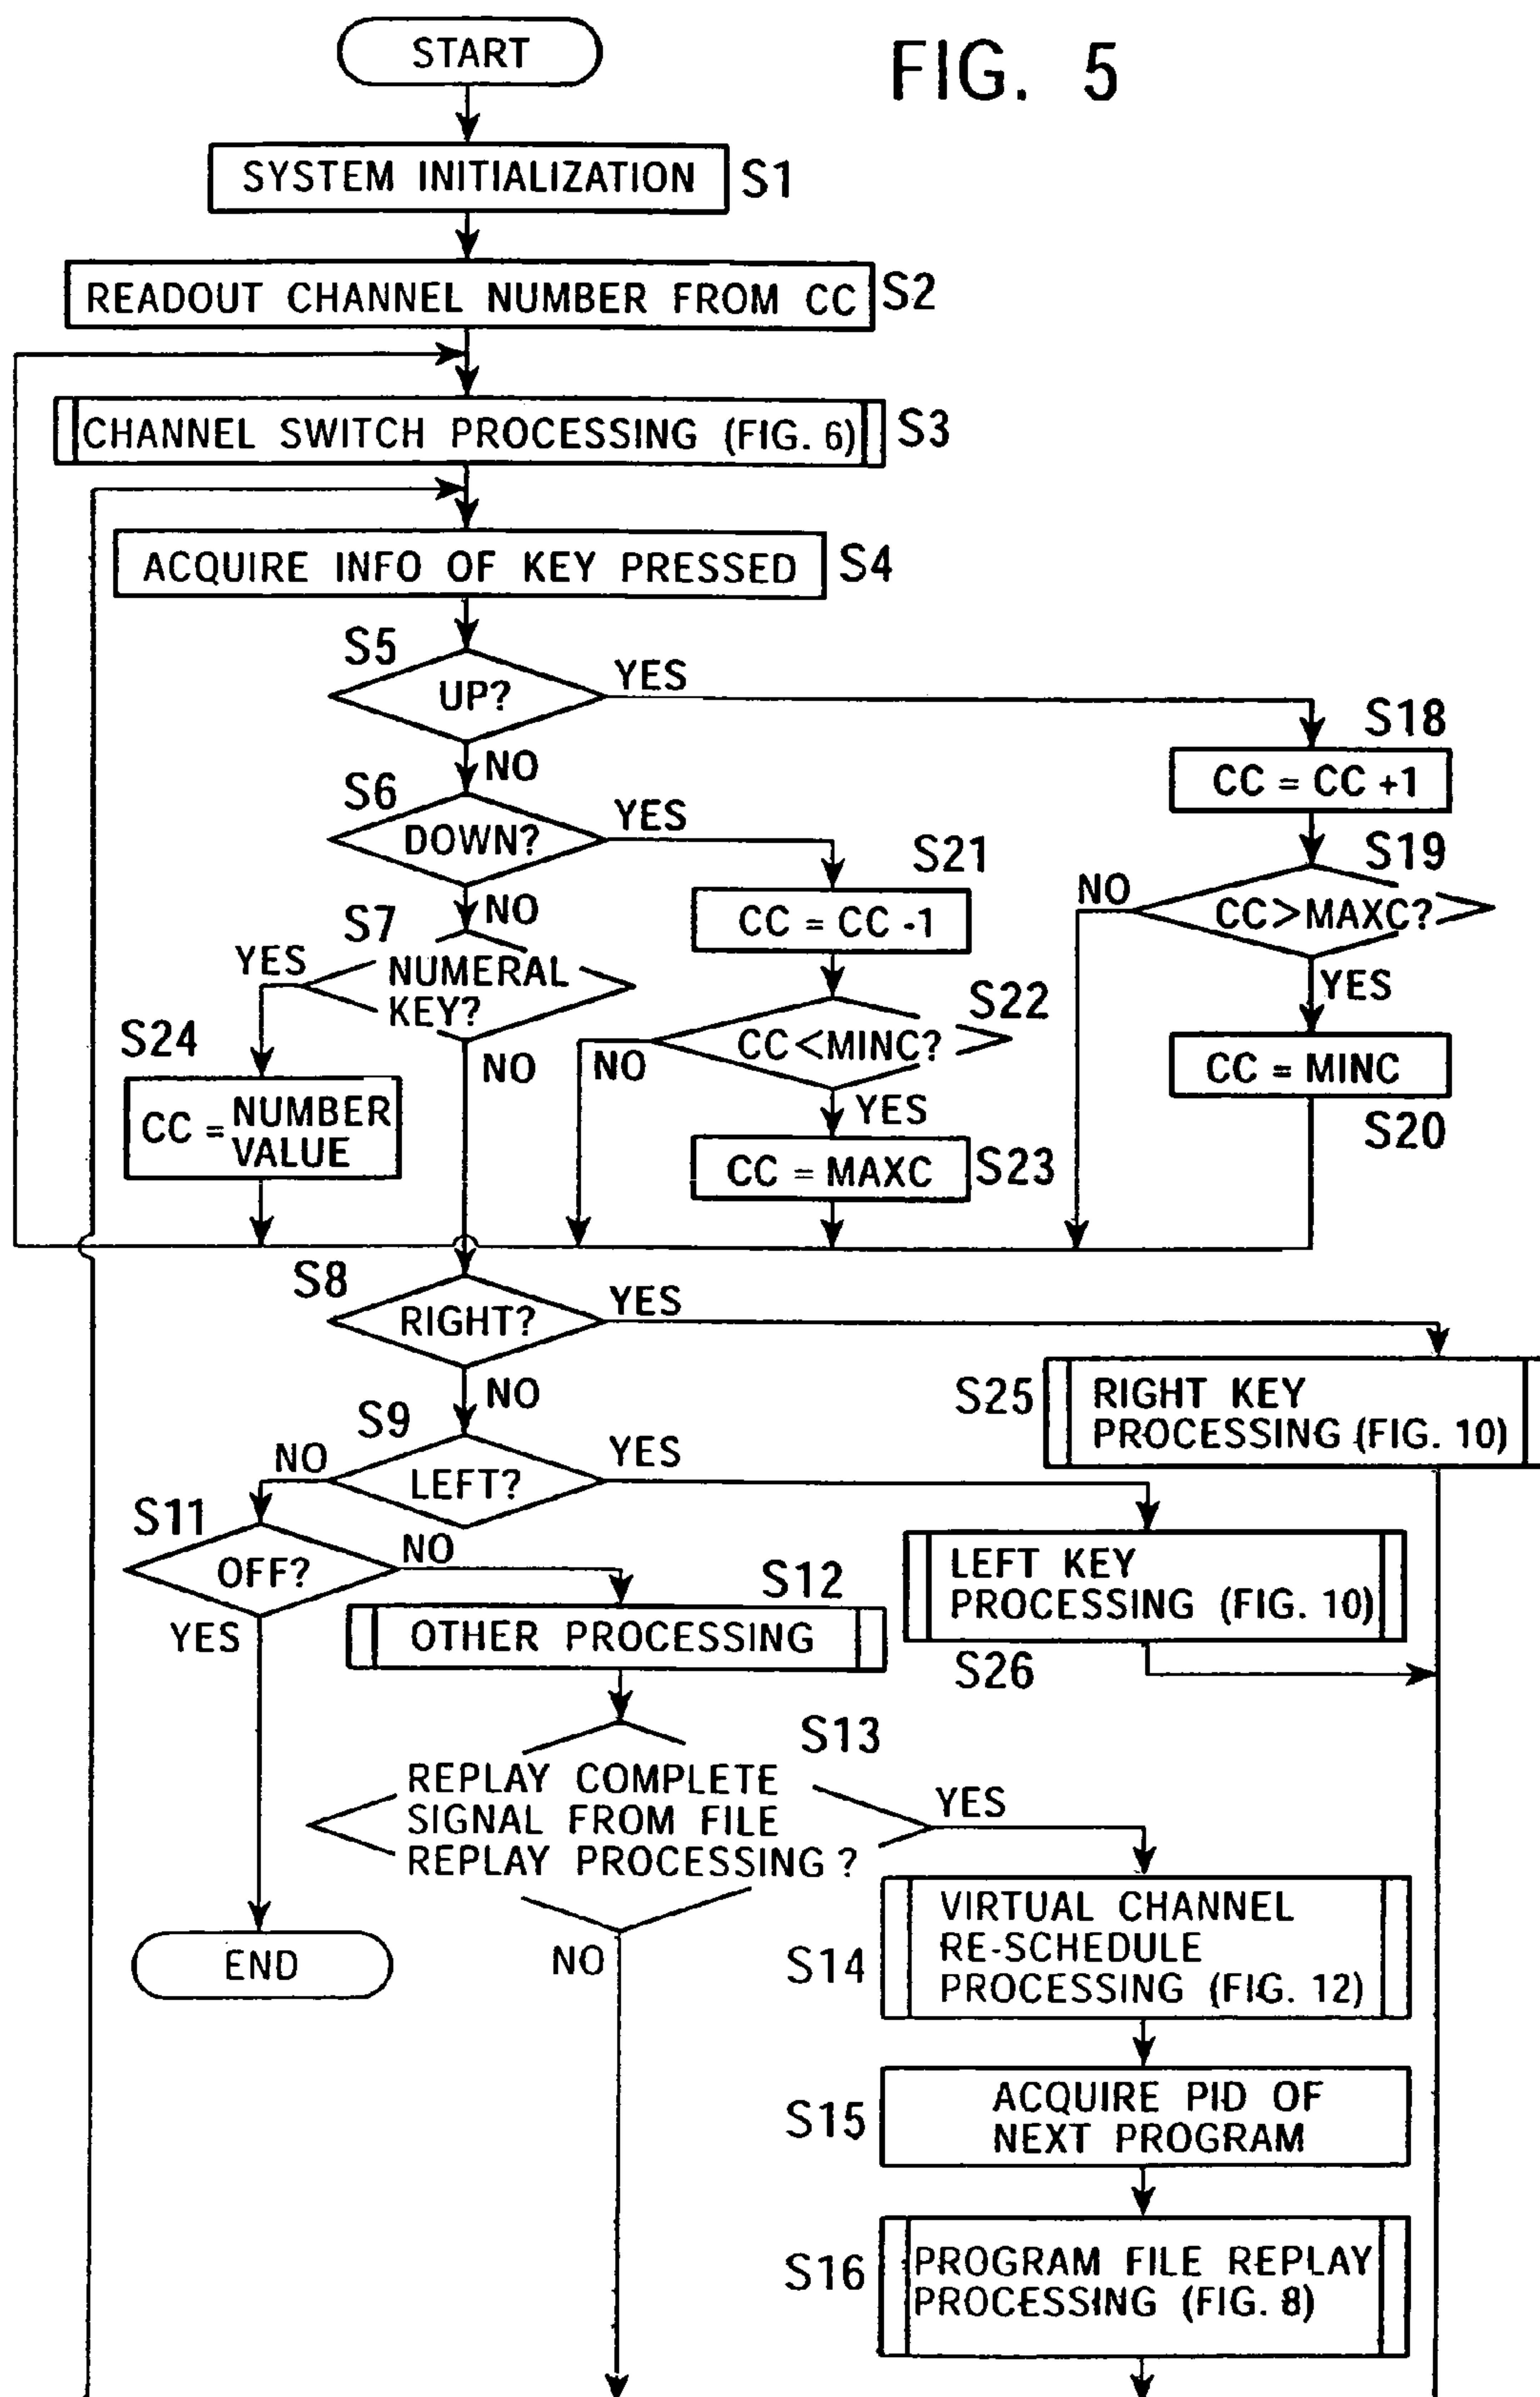 FIG. 5
START
SYSTEM INITIALIZATION S1
READOUT CHANNEL NUMBER FROM CC S2
CHANNEL SWITCH PROCESSING (FIG. 6) S3
ACQUIRE INFO OF KEY PRESSED S4
S5
UP?
YES
NO
S18
CC = CC +1
S19
CC>MAXC?
NO
YES
CC = MINC
S20
S6
DOWN?
YES
NO
S21
CC = CC -1
S22
CC<MINC?
NO
YES
CC = MAXC S23
S7
NUMERAL
KEY?
YES
NO
S24
CC = NUMBER
VALUE
S8
RIGHT?
YES
NO
S25
RIGHT KEY
PROCESSING (FIG. 10)
S9
LEFT?
NO
YES
LEFT KEY
PROCESSING (FIG. 10)
S26
S11
OFF?
NO
YES
END
S12
OTHER PROCESSING
S13
REPLAY COMPLETE
SIGNAL FROM FILE
REPLAY PROCESSING ?
YES
NO
S14
VIRTUAL CHANNEL
RE-SCHEDULE
PROCESSING (FIG. 12)
S15
ACQUIRE PID OF
NEXT PROGRAM
S16
PROGRAM FILE REPLAY
PROCESSING (FIG. 8)